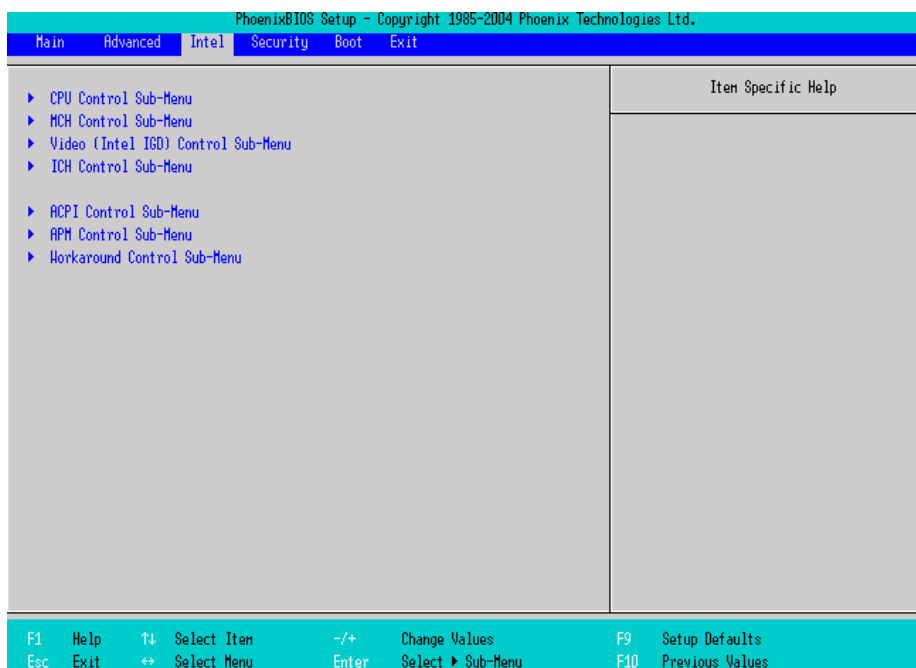 PhoenixBIOS Setup - Copyright 1985-2004 Phoenix Technologies Ltd.
Main Advanced Intel Security Boot Exit
Item Specific Help
▶ CPU Control Sub-Menu
▶ MCH Control Sub-Menu
▶ Video (Intel IGD) Control Sub-Menu
▶ ICH Control Sub-Menu
▶ ACPI Control Sub-Menu
▶ APM Control Sub-Menu
▶ Workaround Control Sub-Menu
F1 Help ↑↓ Select Item -/+ Change Values F9 Setup Defaults
Esc Exit ↔ Select Menu Enter Select ▶ Sub-Menu F10 Previous Values